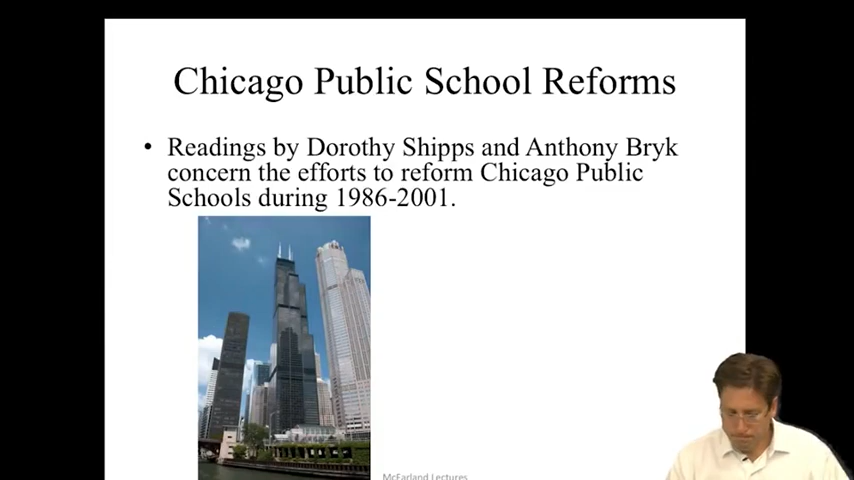 Chicago Public School Reforms
• Readings by Dorothy Shipps and Anthony Bryk
concern the efforts to reform Chicago Public
Schools during 1986-2001.
McFarland Lectures